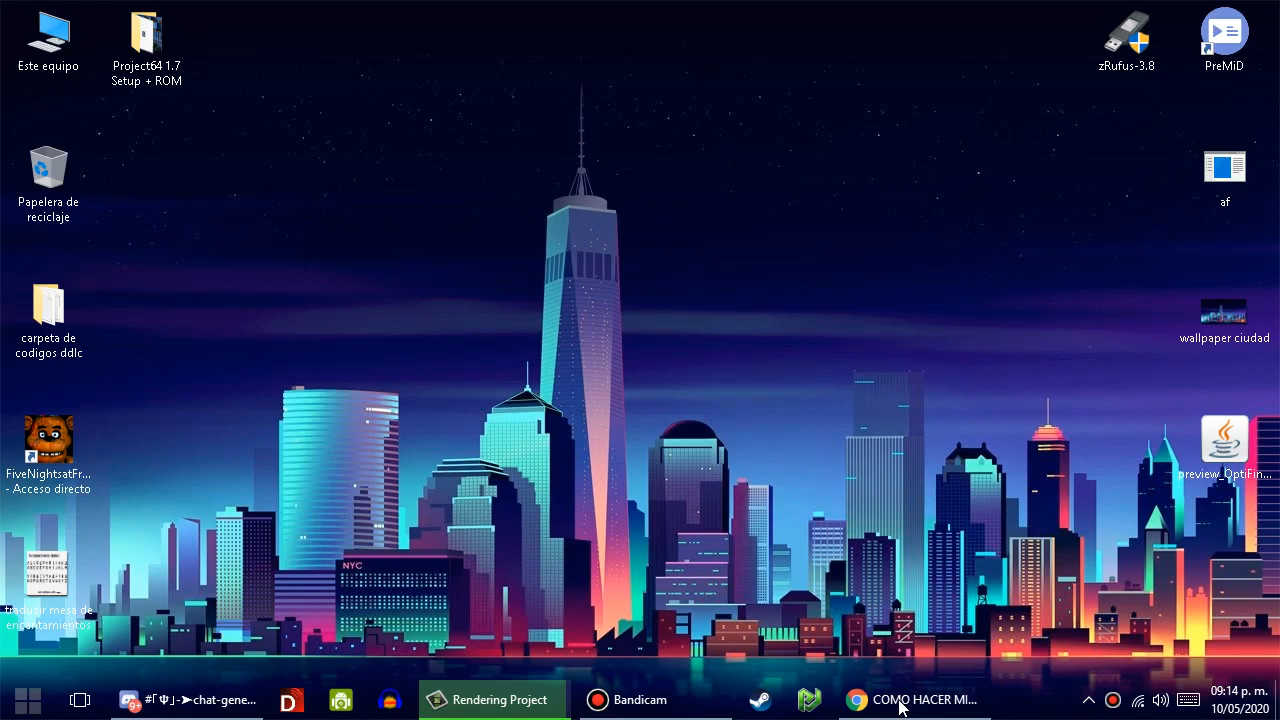 Este equipo
Project64 1.7
Setup + ROM
zRufus-3.8
PreMiD
Papelera de
reciclaje
af
carpeta de
wallpaper ciudad
FiveNightsatFr...
- Acceso directo
preview_OptiFin...
traducir mesa de
encantamientos
NYC
9+
chat-gene...
D
Rendering Project
Bandicam
COMO HACER MI...
09:14 p. m.
10/05/2020